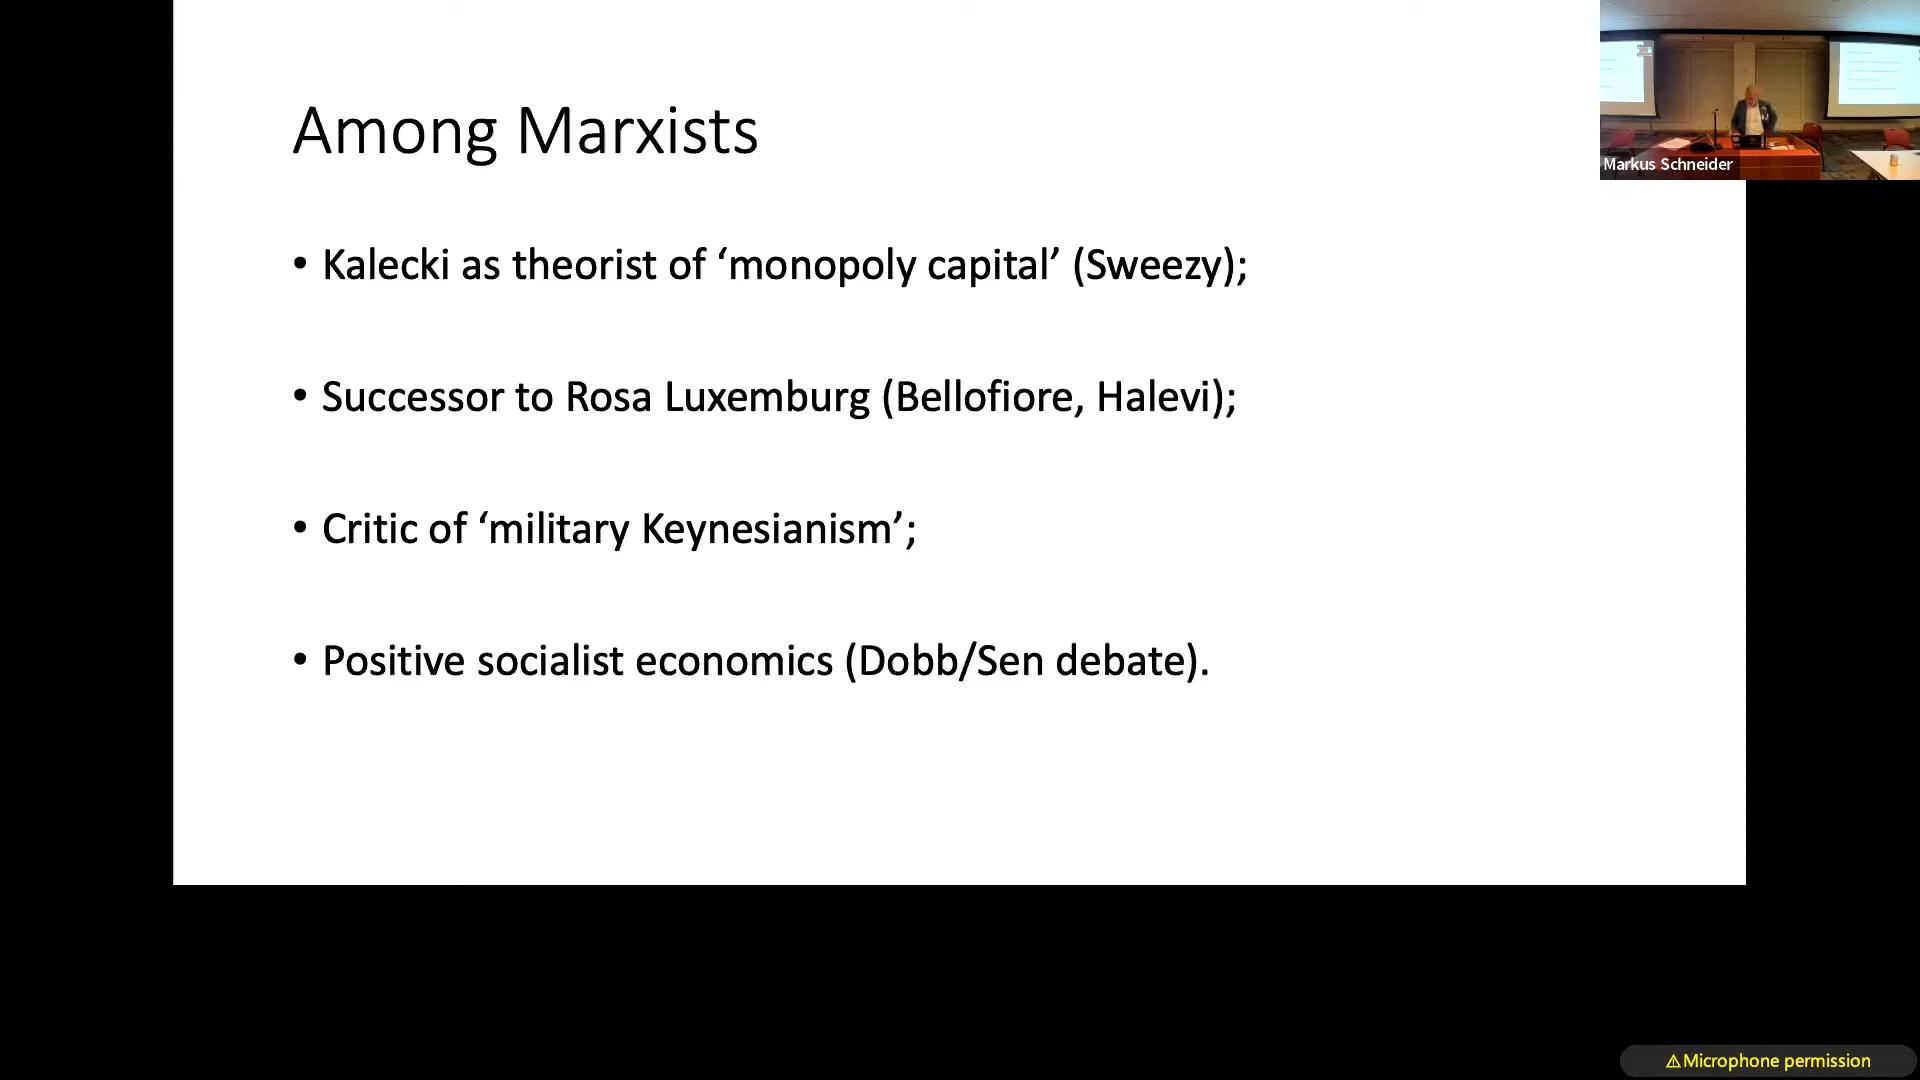 Among Marxists
• Kalecki as theorist of ‘monopoly capital’ (Sweezy);
• Successor to Rosa Luxemburg (Bellofiore, Halevi);
• Critic of ‘military Keynesianism’;
• Positive socialist economics (Dobb/Sen debate).
Markus Schneider
⚠Microphone permission